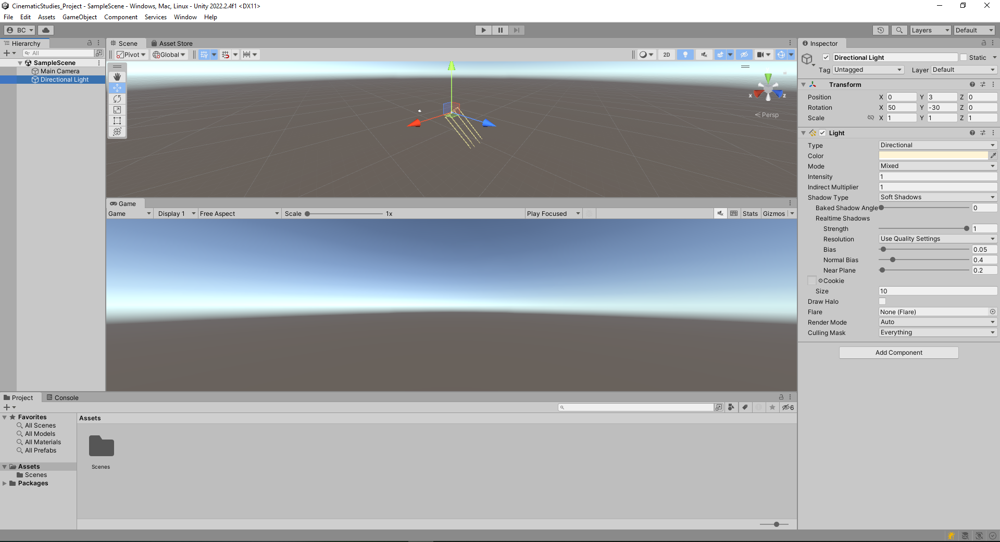 CinematicStudies_Project - SampleScene - Windows, Mac, Linux - Unity 2022.2.4f1 <DX11>
File Edit Assets GameObject Component Services Window Help
BC Layers Default
Hierarchy
All
SampleScene
Main Camera
Directional Light
Scene Asset Store
Pivot Global 2D
x z
Persp
Game
Game Display 1 Free Aspect Scale 1x Play Focused Stats Gizmos
Inspector
Directional Light Static
Tag Untagged Layer Default
Transform
Position X 0 Y 3 Z 0
Rotation X 50 Y -30 Z 0
Scale X 1 Y 1 Z 1
Light
Type Directional
Color
Mode Mixed
Intensity 1
Indirect Multiplier 1
Shadow Type Soft Shadows
Baked Shadow Angle 0
Realtime Shadows
Strength 1
Resolution Use Quality Settings
Bias 0.05
Normal Bias 0.4
Near Plane 0.2
Cookie
Size 10
Draw Halo
Flare None (Flare)
Render Mode Auto
Culling Mask Everything
Add Component
Project Console
6
Favorites
All Scenes
All Models
All Materials
All Prefabs
Assets
Scenes
Packages
Assets
Scenes